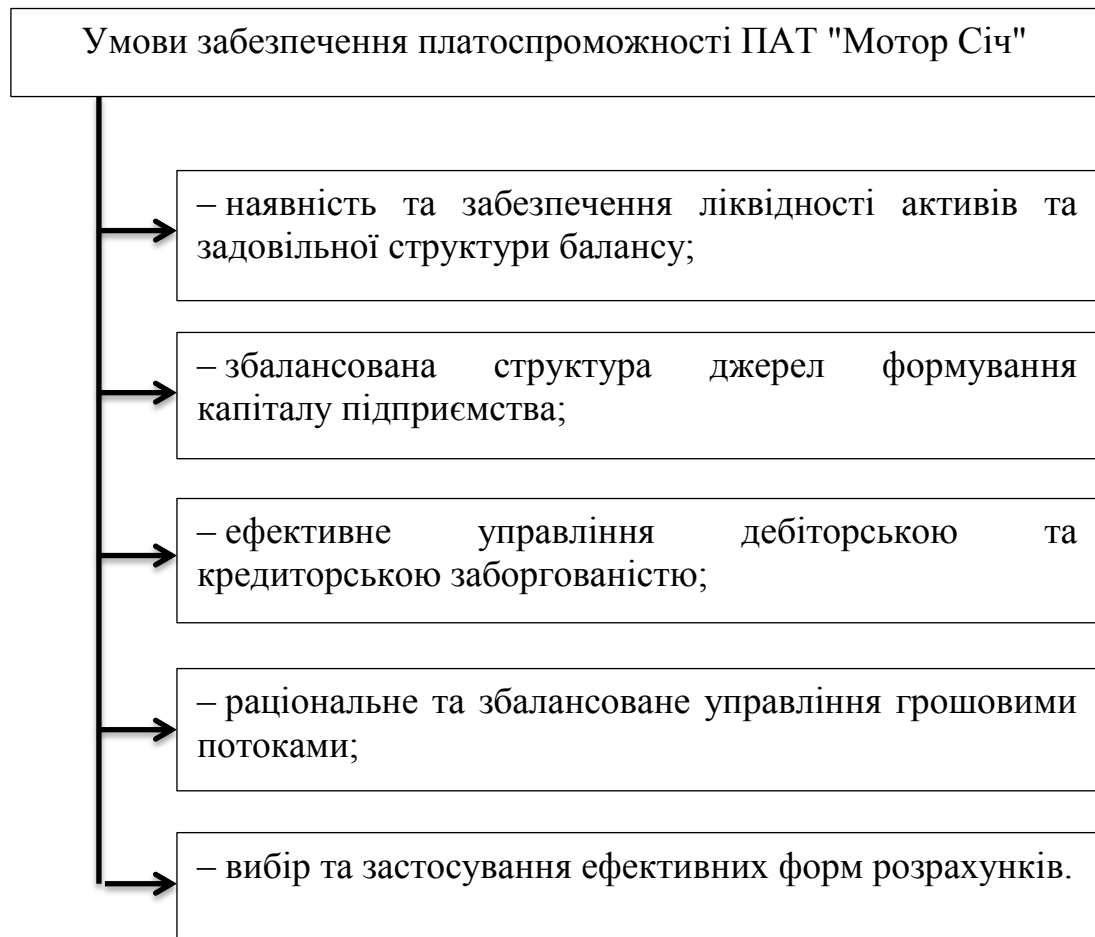 Умови забезпечення платоспроможності ПАТ "Мотор Січ"
– наявність та забезпечення ліквідності активів та
задовільної структури балансу;
– збалансована структура джерел формування
капіталу підприємства;
– ефективне управління дебіторською та
кредиторською заборгованістю;
– раціональне та збалансоване управління грошовими
потоками;
– вибір та застосування ефективних форм розрахунків.